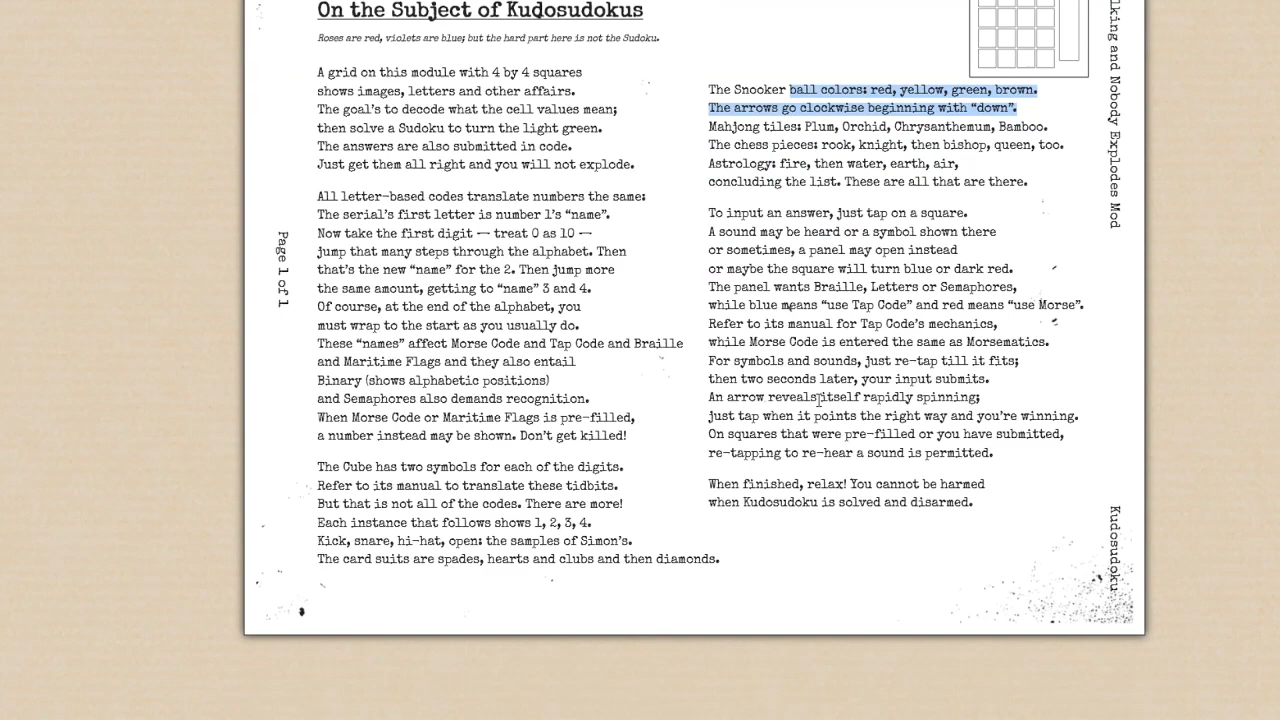 On the Subject of Kudosudokus
Roses are red, violets are blue; but the hard part here is not the Sudoku.
A grid on this module with 4 by 4 squares
shows images, letters and other affairs.
The goal's to decode what the cell values mean;
then solve a Sudoku to turn the light green.
The answers are also submitted in code.
Just get them all right and you will not explode.
All letter-based codes translate numbers the same:
The serial's first letter is number 1's “name”.
Now take the first digit — treat 0 as 10 —
jump that many steps through the alphabet. Then
that's the new “name” for the 2. Then jump more
the same amount, getting to “name” 3 and 4.
Of course, at the end of the alphabet, you
must wrap to the start as you usually do.
These “names” affect Morse Code and Tap Code and Braille
and Maritime Flags and they also entail
Binary (shows alphabetic positions)
and Semaphores also demands recognition.
When Morse Code or Maritime Flags is pre-filled,
a number instead may be shown. Don't get killed!
The Cube has two symbols for each of the digits.
Refer to its manual to translate these tidbits.
But that is not all of the codes. There are more!
Each instance that follows shows 1, 2, 3, 4.
Kick, snare, hi-hat, open: the samples of Simon's.
The card suits are spades, hearts and clubs and then diamonds.
The Snooker ball colors: red, yellow, green, brown.
The arrows go clockwise beginning with “down”.
Mahjong tiles: Plum, Orchid, Chrysanthemum, Bamboo.
The chess pieces: rook, knight, then bishop, queen, too.
Astrology: fire, then water, earth, air,
concluding the list. These are all that are there.
To input an answer, just tap on a square.
A sound may be heard or a symbol shown there
or sometimes, a panel may open instead
or maybe the square will turn blue or dark red.
The panel wants Braille, Letters or Semaphores,
while blue means “use Tap Code” and red means “use Morse”.
Refer to its manual for Tap Code's mechanics,
while Morse Code is entered the same as Morsematics.
For symbols and sounds, just re-tap till it fits;
then two seconds later, your input submits.
An arrow reveals itself rapidly spinning;
just tap when it points the right way and you're winning.
On squares that were pre-filled or you have submitted,
re-tapping to re-hear a sound is permitted.
When finished, relax! You cannot be harmed
when Kudosudoku is solved and disarmed.
Page 1 of 1
lking and Nobody Explodes Mod
Kudosudoku